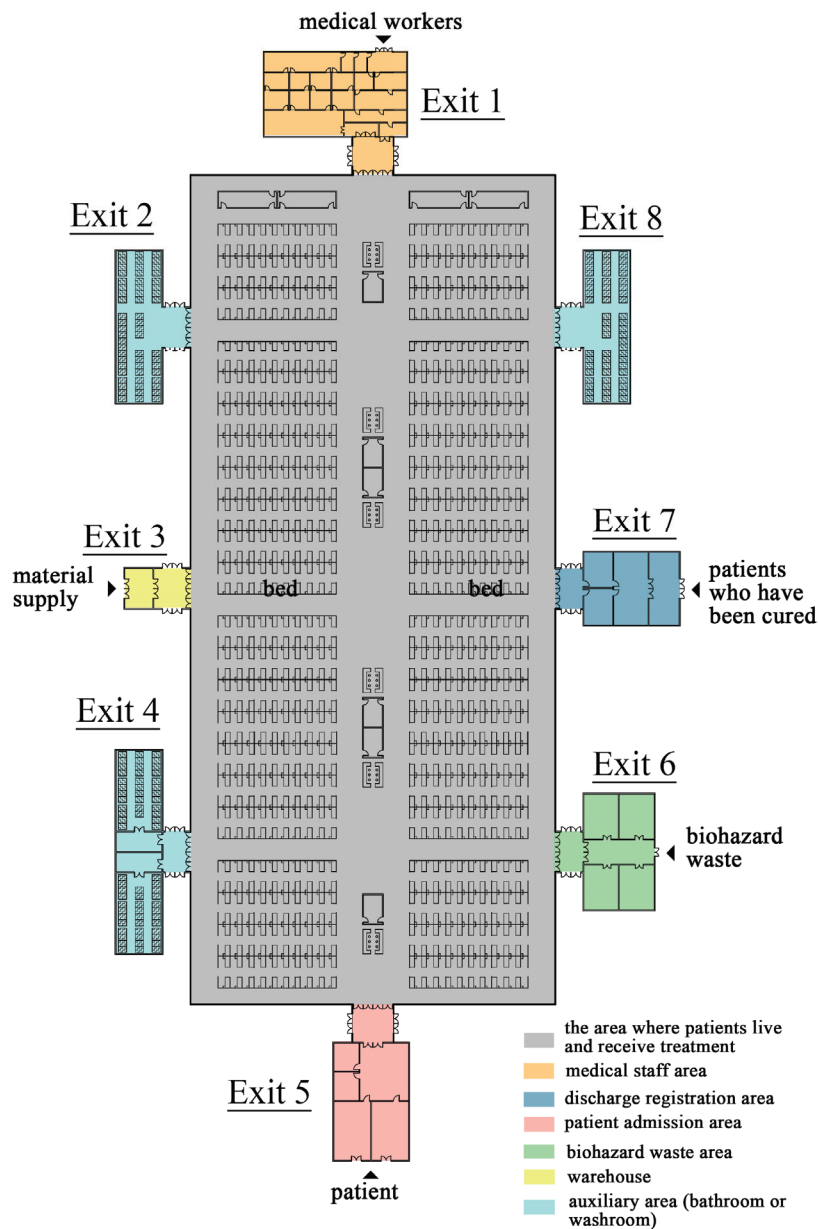 medical workers
Exit 1
Exit 2
Exit 8
Exit 3
material
supply
bed
bed
Exit 7
patients
who have
been cured
Exit 4
Exit 6
biohazard
waste
Exit 5
patient
the area where patients live
and receive treatment
medical staff area
discharge registration area
patient admission area
biohazard waste area
warehouse
auxiliary area (bathroom or
washroom)